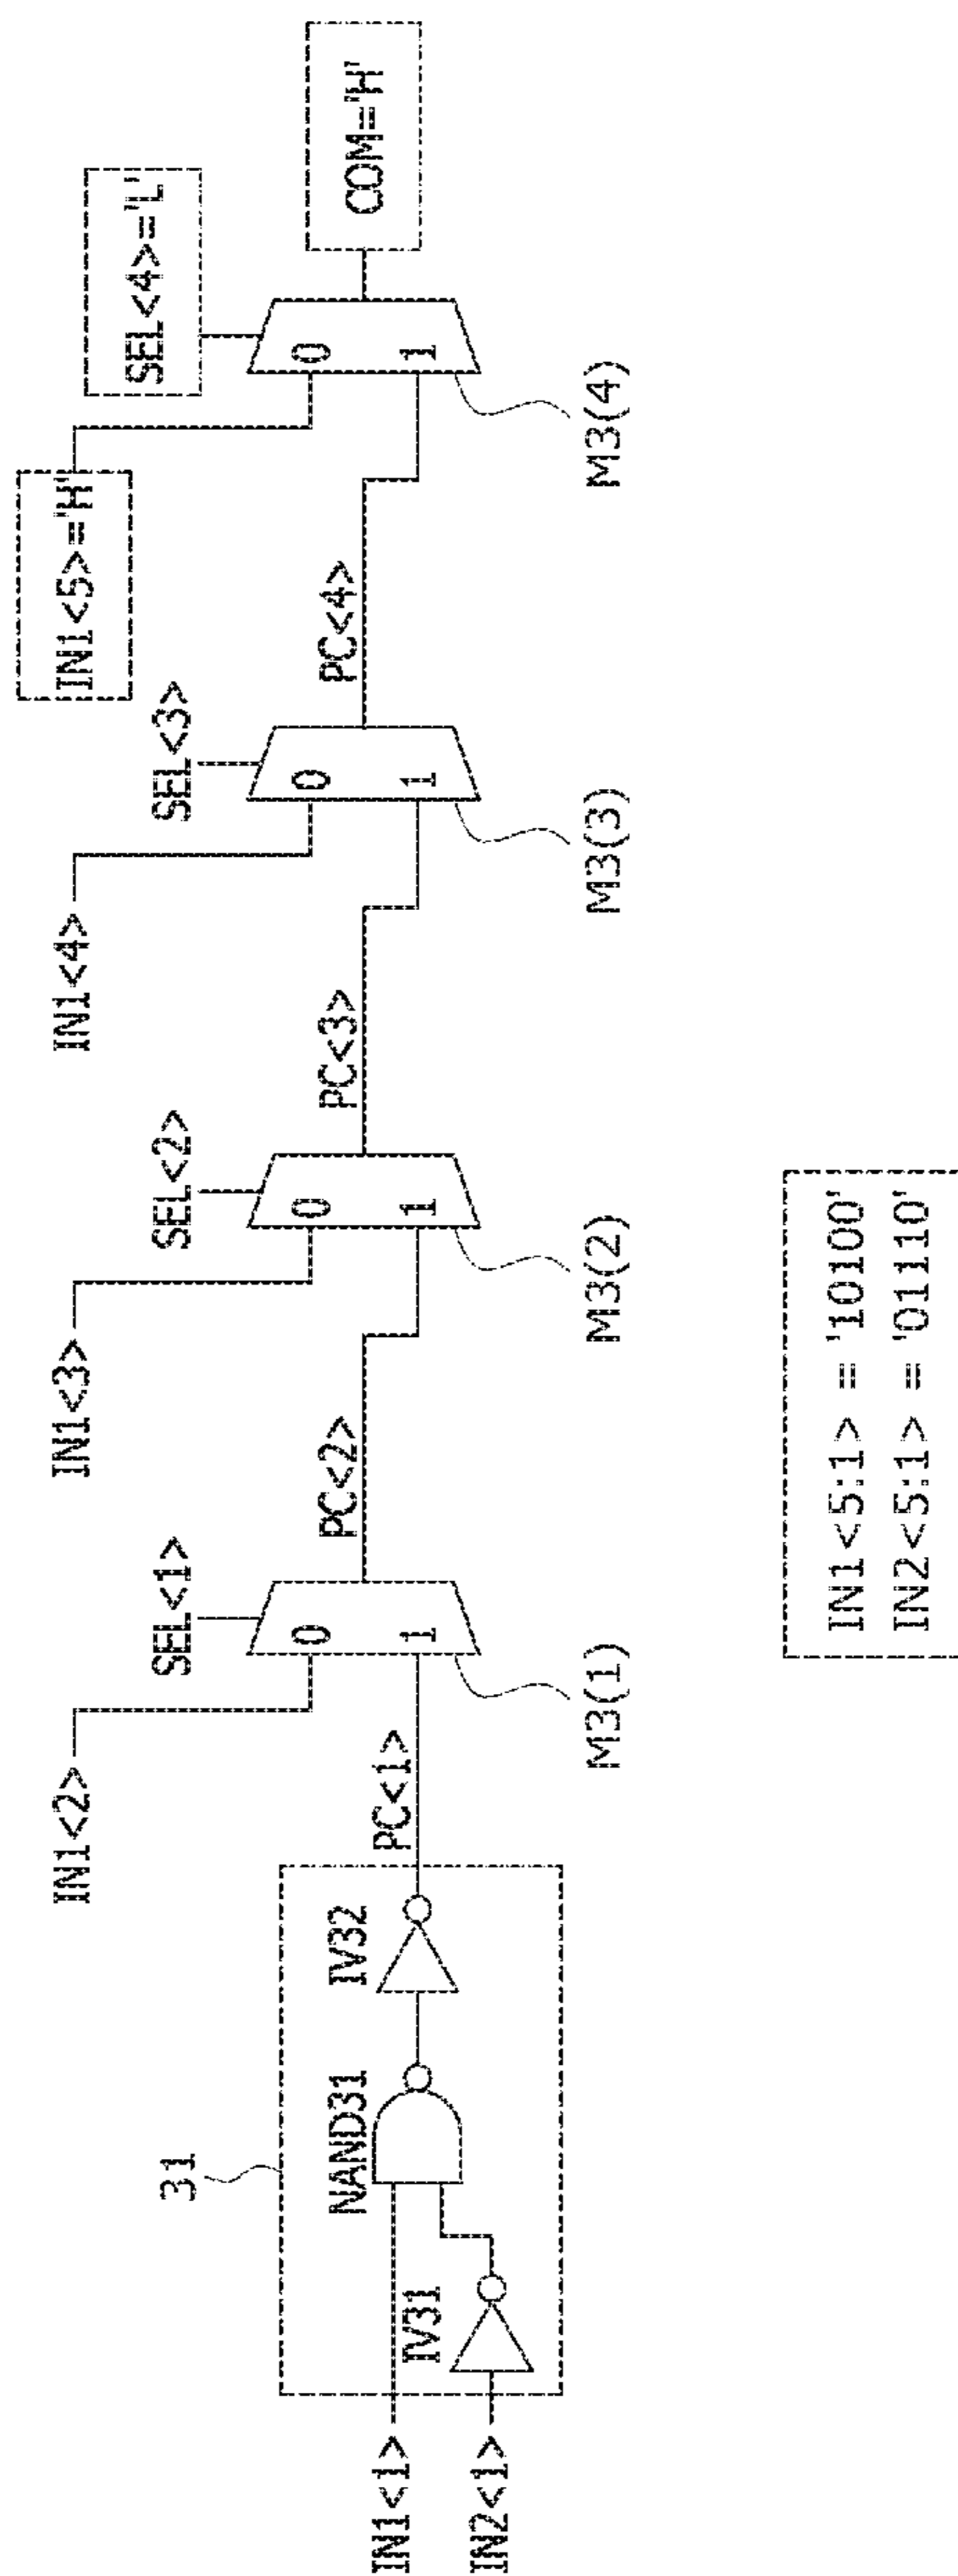 IN1<5>='H'
SEL<4>='L'
COM='H'
IN1<2>
IN1<3>
IN1<4>
SEL<1>
SEL<2>
SEL<3>
31
NAND31
IV32
IV31
IN1<1>
IN2<1>
PC<1>
PC<2>
PC<3>
PC<4>
0
1
0
1
0
1
0
1
M3(1)
M3(2)
M3(3)
M3(4)
IN1<5:1> = '10100'
IN2<5:1> = '01110'